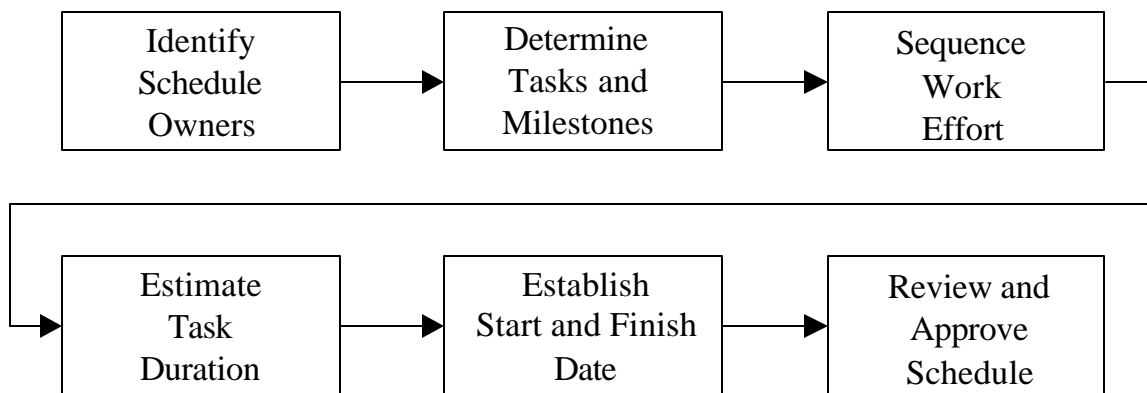 Identify
Schedule
Owners
Determine
Tasks and
Milestones
Sequence
Work
Effort
Estimate
Task
Duration
Establish
Start and Finish
Date
Review and
Approve
Schedule